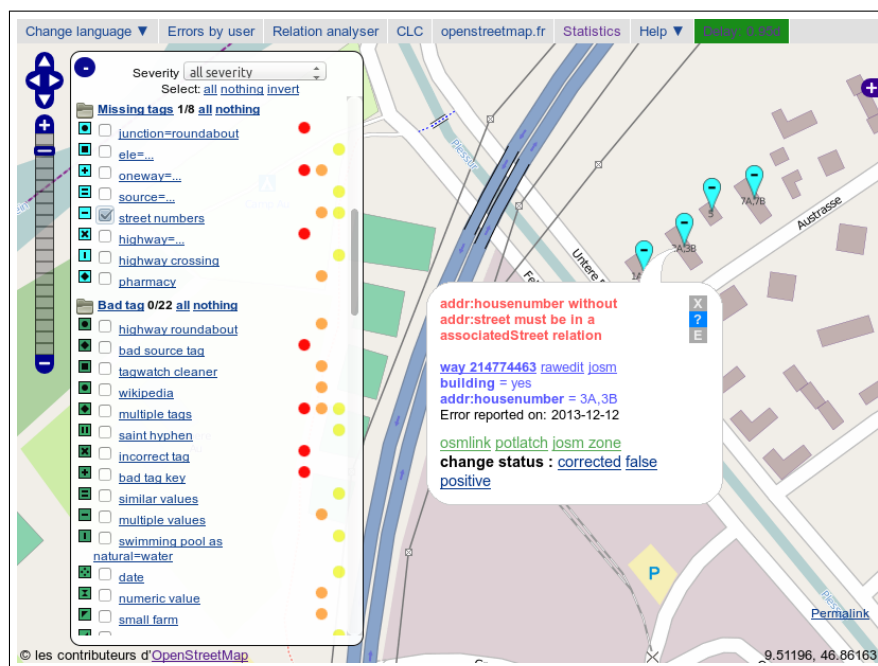 Change language ▼ Errors by user Relation analyser CLC openstreetmap.fr Statistics Help ▼ Delay: 0.95d
-
Severity all severity
Select: all nothing invert
Missing tags 1/8 all nothing
junction=roundabout
ele=...
oneway=...
source=...
street numbers
highway=...
highway crossing
pharmacy
Bad tag 0/22 all nothing
highway roundabout
bad source tag
tagwatch cleaner
wikipedia
multiple tags
saint hyphen
incorrect tag
bad tag key
similar values
multiple values
swimming pool as
natural=water
date
numeric value
small farm
Plessur
Untere
5
7A,7B
Austrasse
3A,3B
addr:housenumber without
addr:street must be in a
associatedStreet relation
X
?
E
way 214774463 rawedit josm
building = yes
addr:housenumber = 3A,3B
Error reported on: 2013-12-12
osmlink potlatch josm zone
change status : corrected false
positive
P
Permalink
© les contributeurs d'OpenStreetMap
9.51196, 46.86163